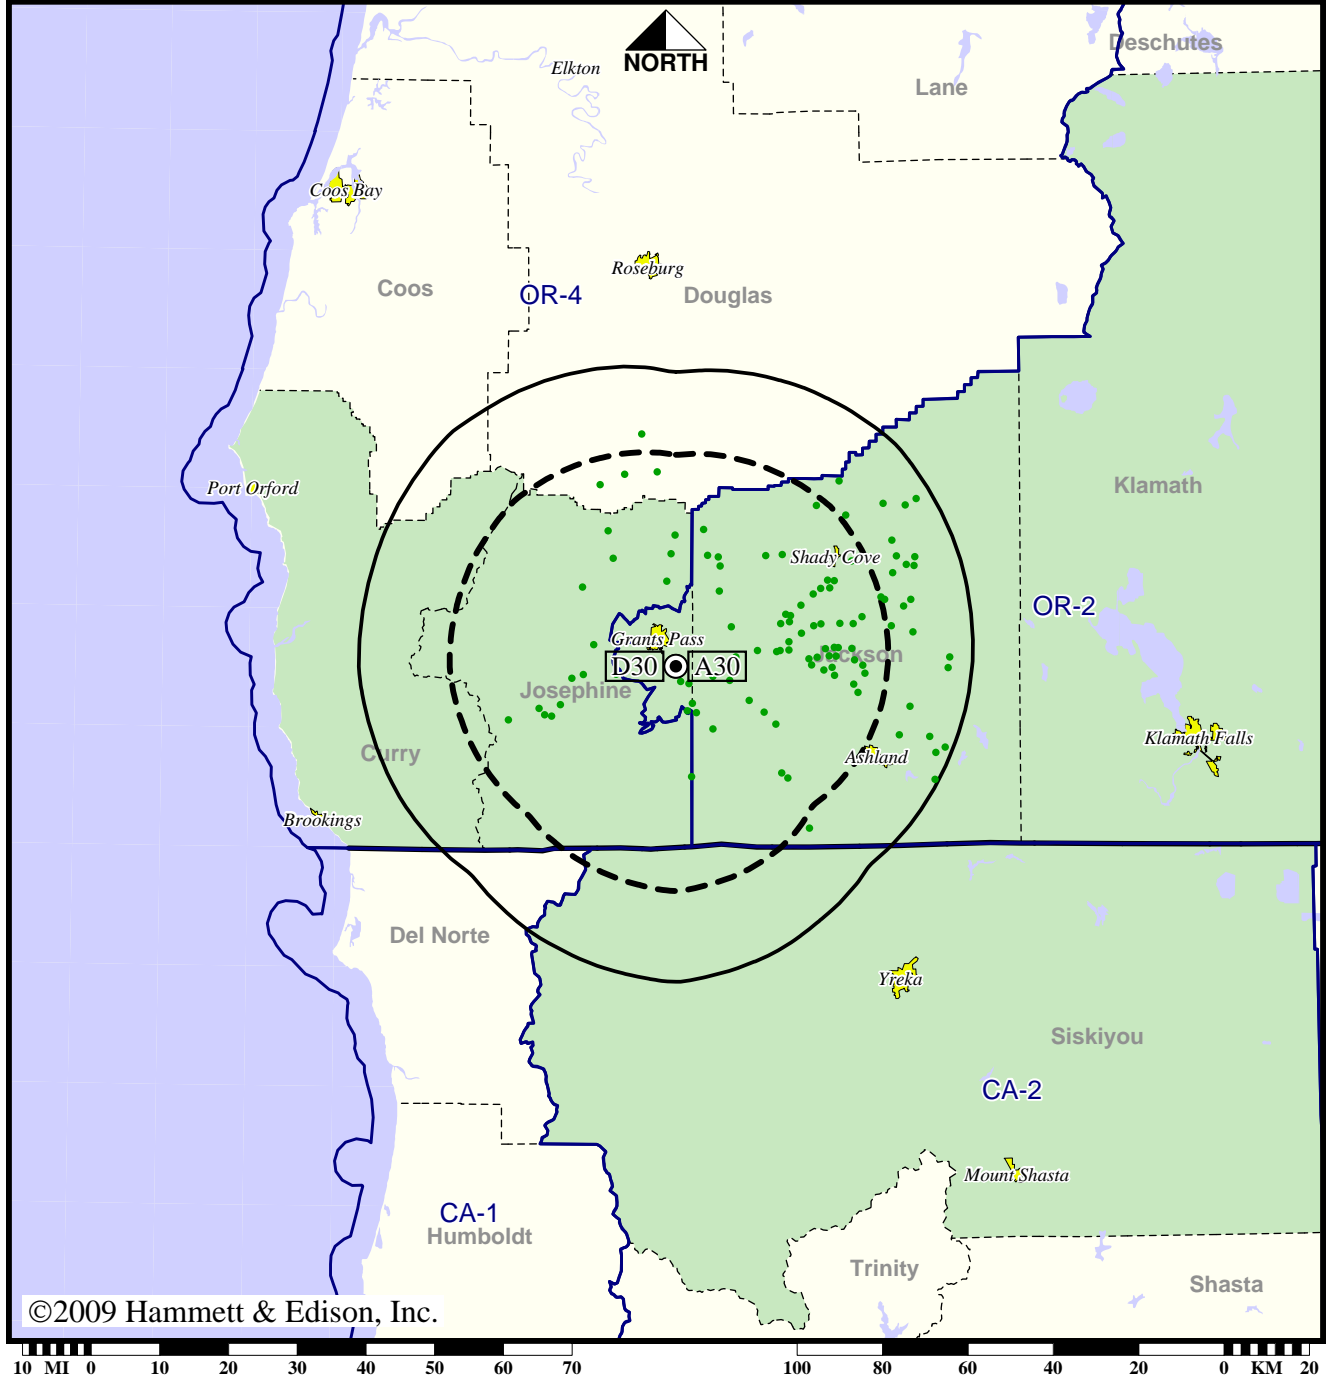 Deschutes
NORTH
Elkton
Lane
Coos Bay
Roseburg
Coos
OR-4
Douglas
Port Orford
Klamath
Shady Cove
OR-2
Grants Pass
D30
A30
Jackson
Josephine
Curry
Klamath Falls
Ashland
Brookings
Del Norte
Yreka
Siskiyou
CA-2
Mount Shasta
CA-1
Humboldt
Trinity
Shasta
©2009 Hammett & Edison, Inc.
10 MI 0 10 20 30 40 50 60 70 100 80 60 40 20 0 KM 20